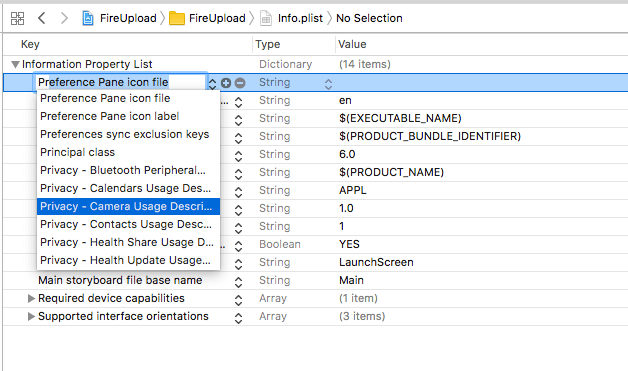 FireUpload FireUpload Info.plist No Selection
Key Type Value
Information Property List Dictionary (14 items)
Preference Pane icon file String
Preference Pane icon file ... String en
Preference Pane icon label String $(EXECUTABLE_NAME)
Preferences sync exclusion keys String $(PRODUCT_BUNDLE_IDENTIFIER)
Principal class String 6.0
Privacy - Bluetooth Peripheral... String $(PRODUCT_NAME)
Privacy - Calendars Usage Des... String APPL
Privacy - Camera Usage Descri... String 1.0
Privacy - Contacts Usage Desc... String 1
Privacy - Health Share Usage D... ... Boolean YES
Privacy - Health Update Usage... String LaunchScreen
Main storyboard file base name String Main
Required device capabilities Array (1 item)
Supported interface orientations Array (3 items)